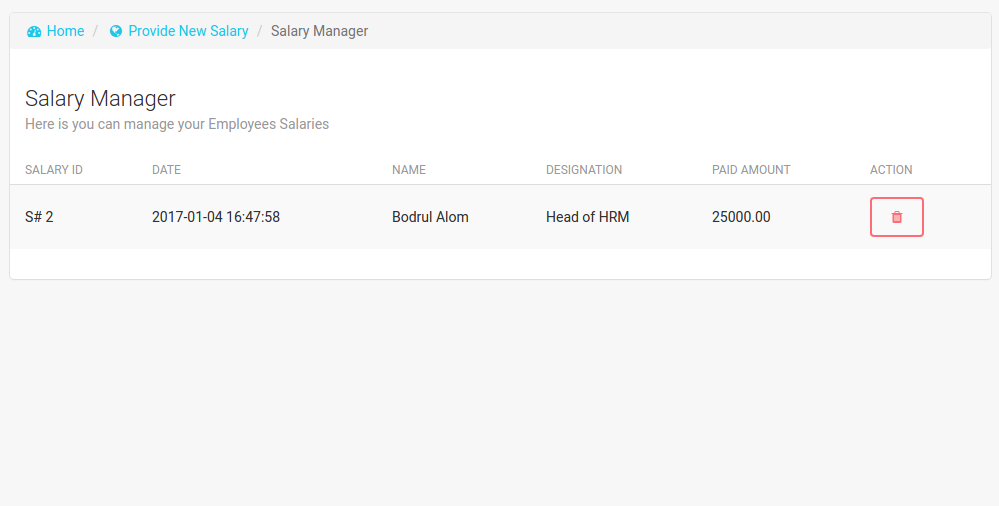 Home / Provide New Salary / Salary Manager
Salary Manager
Here is you can manage your Employees Salaries
SALARY ID DATE NAME DESIGNATION PAID AMOUNT ACTION
S# 2 2017-01-04 16:47:58 Bodrul Alom Head of HRM 25000.00